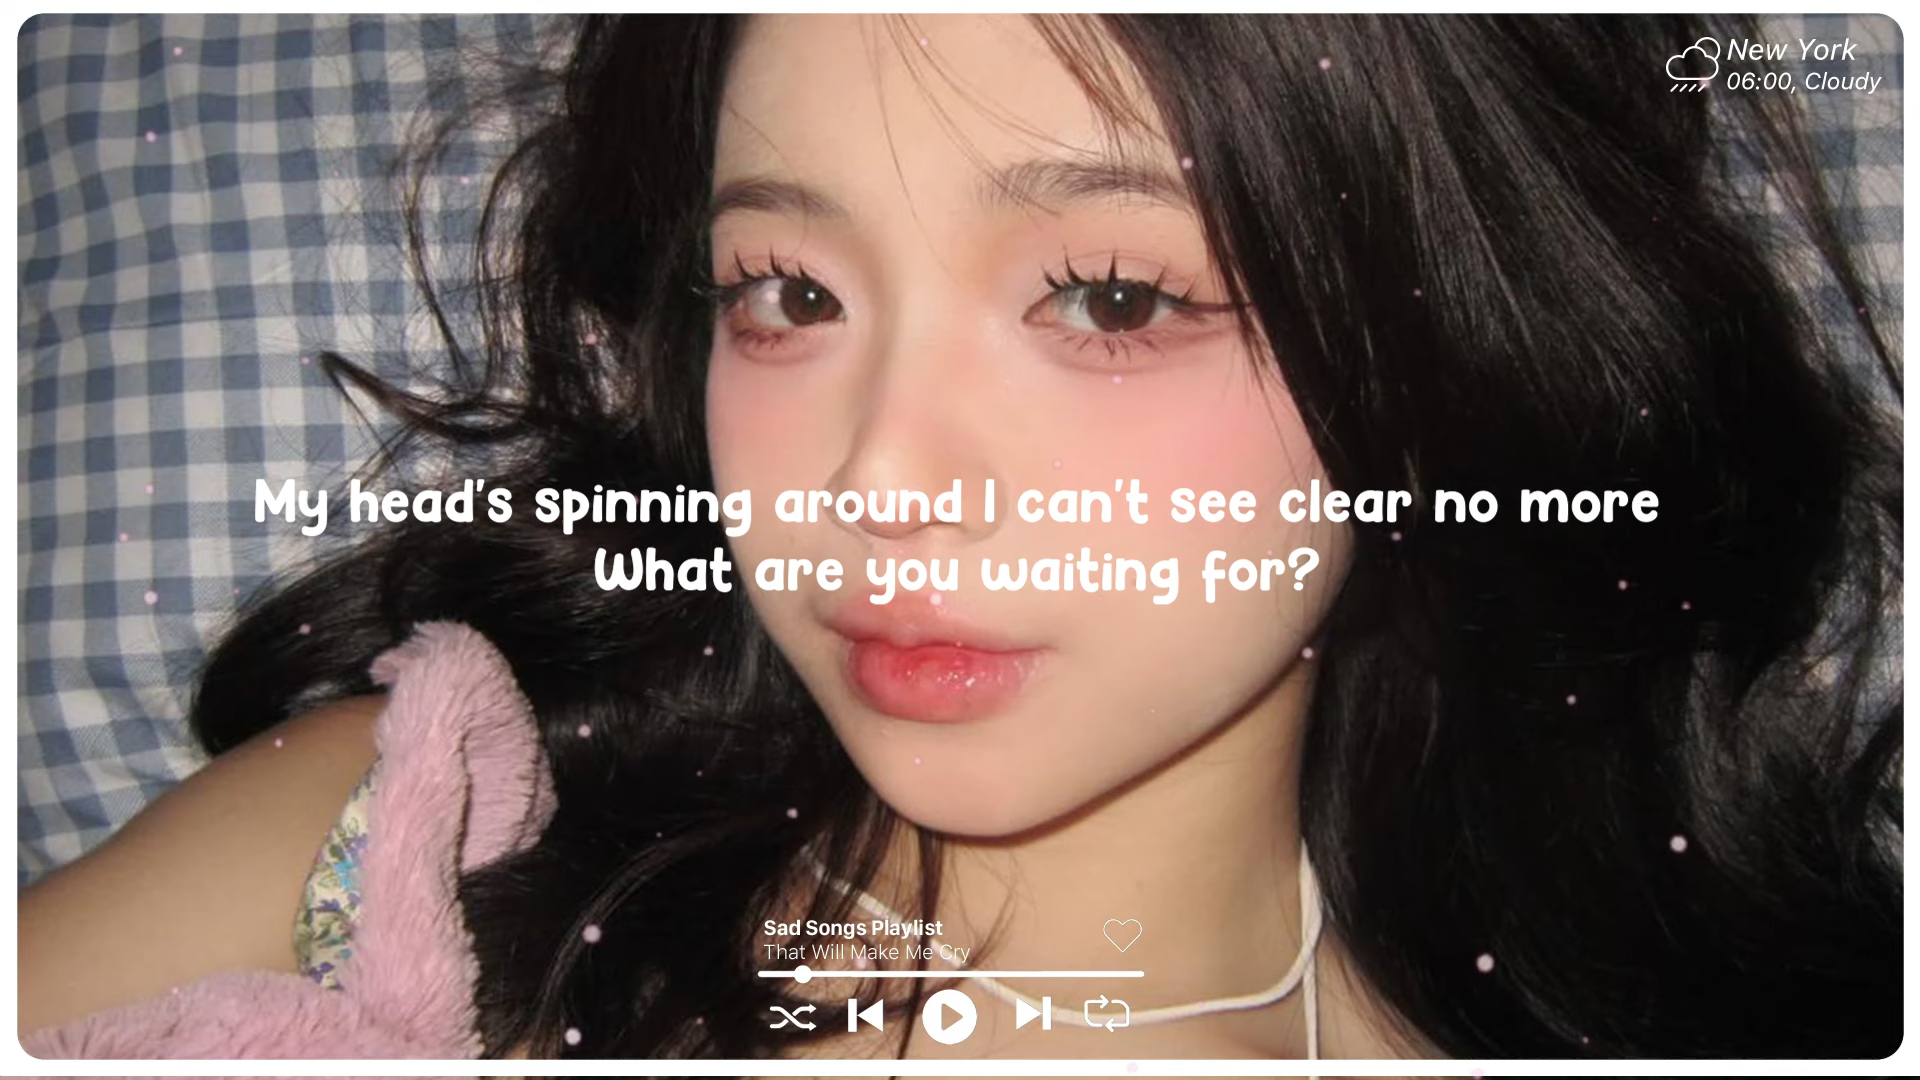 New York
06:00, Cloudy
My head's spinning around I can't see clear no more
What are you waiting for?
Sad Songs Playlist
That Will Make Me Cry